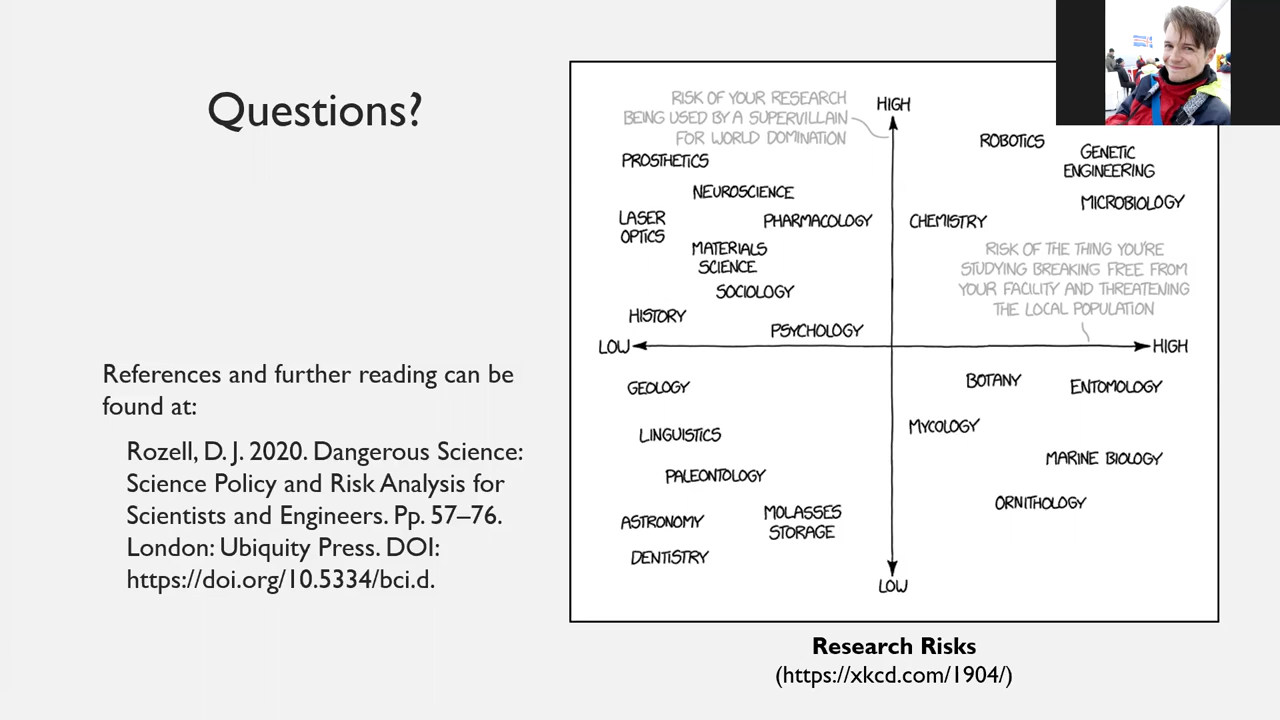 Questions?
References and further reading can be
found at:
Rozell, D. J. 2020. Dangerous Science:
Science Policy and Risk Analysis for
Scientists and Engineers. Pp. 57–76.
London: Ubiquity Press. DOI:
https://doi.org/10.5334/bci.d.
RISK OF YOUR RESEARCH
BEING USED BY A SUPERVILLAIN
FOR WORLD DOMINATION
HIGH
PROSTHETICS
NEUROSCIENCE
LASER
OPTICS
PHARMACOLOGY
MATERIALS
SCIENCE
SOCIOLOGY
HISTORY
PSYCHOLOGY
ROBOTICS
GENETIC
ENGINEERING
MICROBIOLOGY
CHEMISTRY
RISK OF THE THING YOU'RE
STUDYING BREAKING FREE FROM
YOUR FACILITY AND THREATENING
THE LOCAL POPULATION
LOW
HIGH
GEOLOGY
LINGUISTICS
PALEONTOLOGY
ASTRONOMY
MOLASSES
STORAGE
DENTISTRY
BOTANY
ENTOMOLOGY
MYCOLOGY
MARINE BIOLOGY
ORNITHOLOGY
LOW
Research Risks
(https://xkcd.com/1904/)